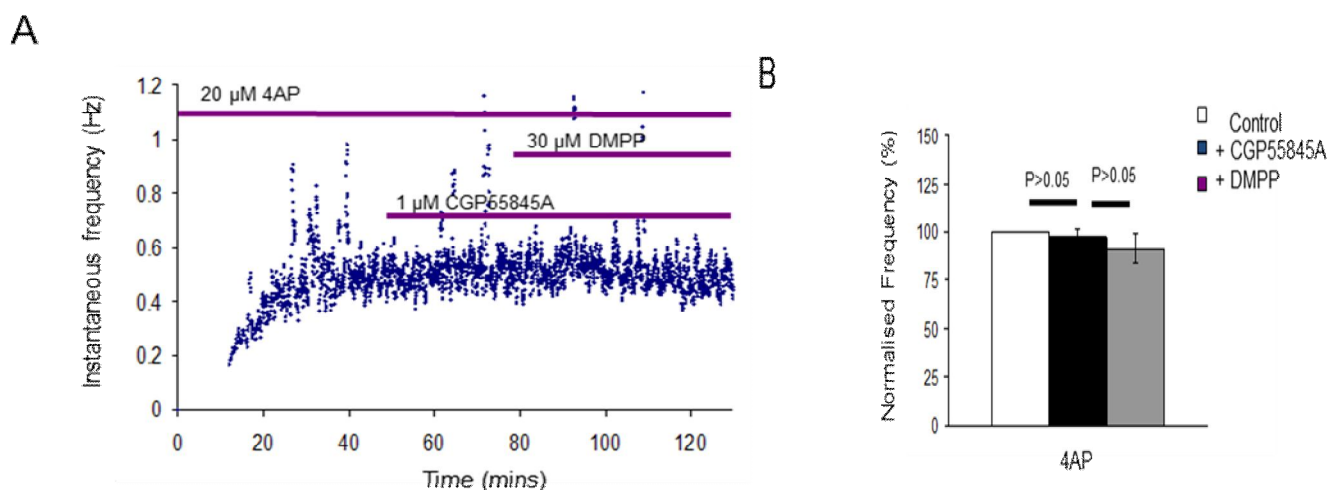 A
Instantaneous frequency (Hz)
1.2
1
0.8
0.6
0.4
0.2
0
20 µM 4AP
30 µM DMPP
1 µM CGP55845A
0 20 40 60 80 100 120
Time (mins)
B
Control
+ CGP55845A
+ DMPP
Normalised Frequency (%)
150
125
100
75
50
25
0
P>0.05 P>0.05
4AP